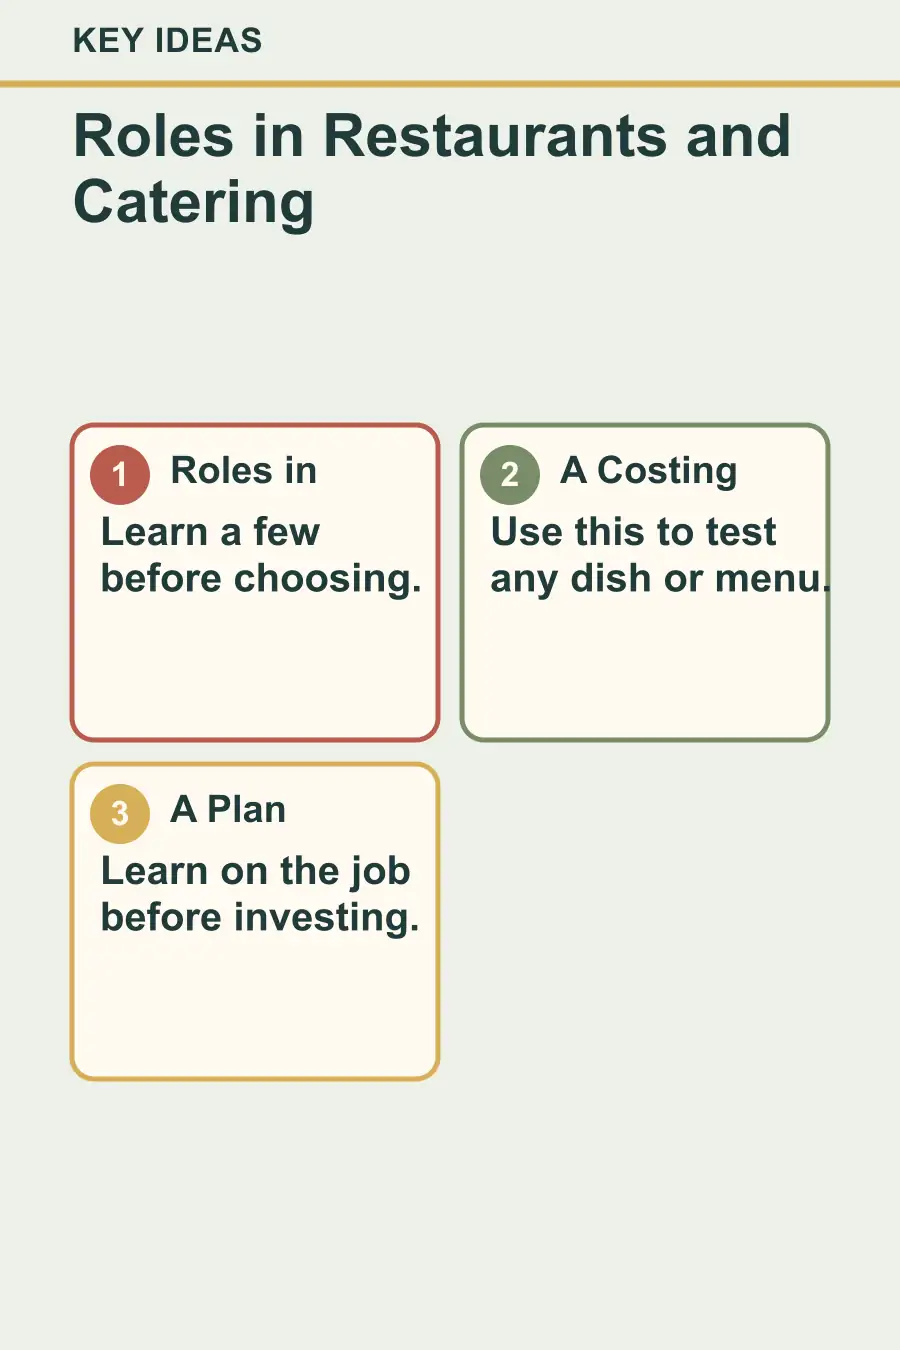 KEY IDEAS
Roles in Restaurants and
Catering
1 Roles in
Learn a few
before choosing.
2 A Costing
Use this to test
any dish or menu.
3 A Plan
Learn on the job
before investing.